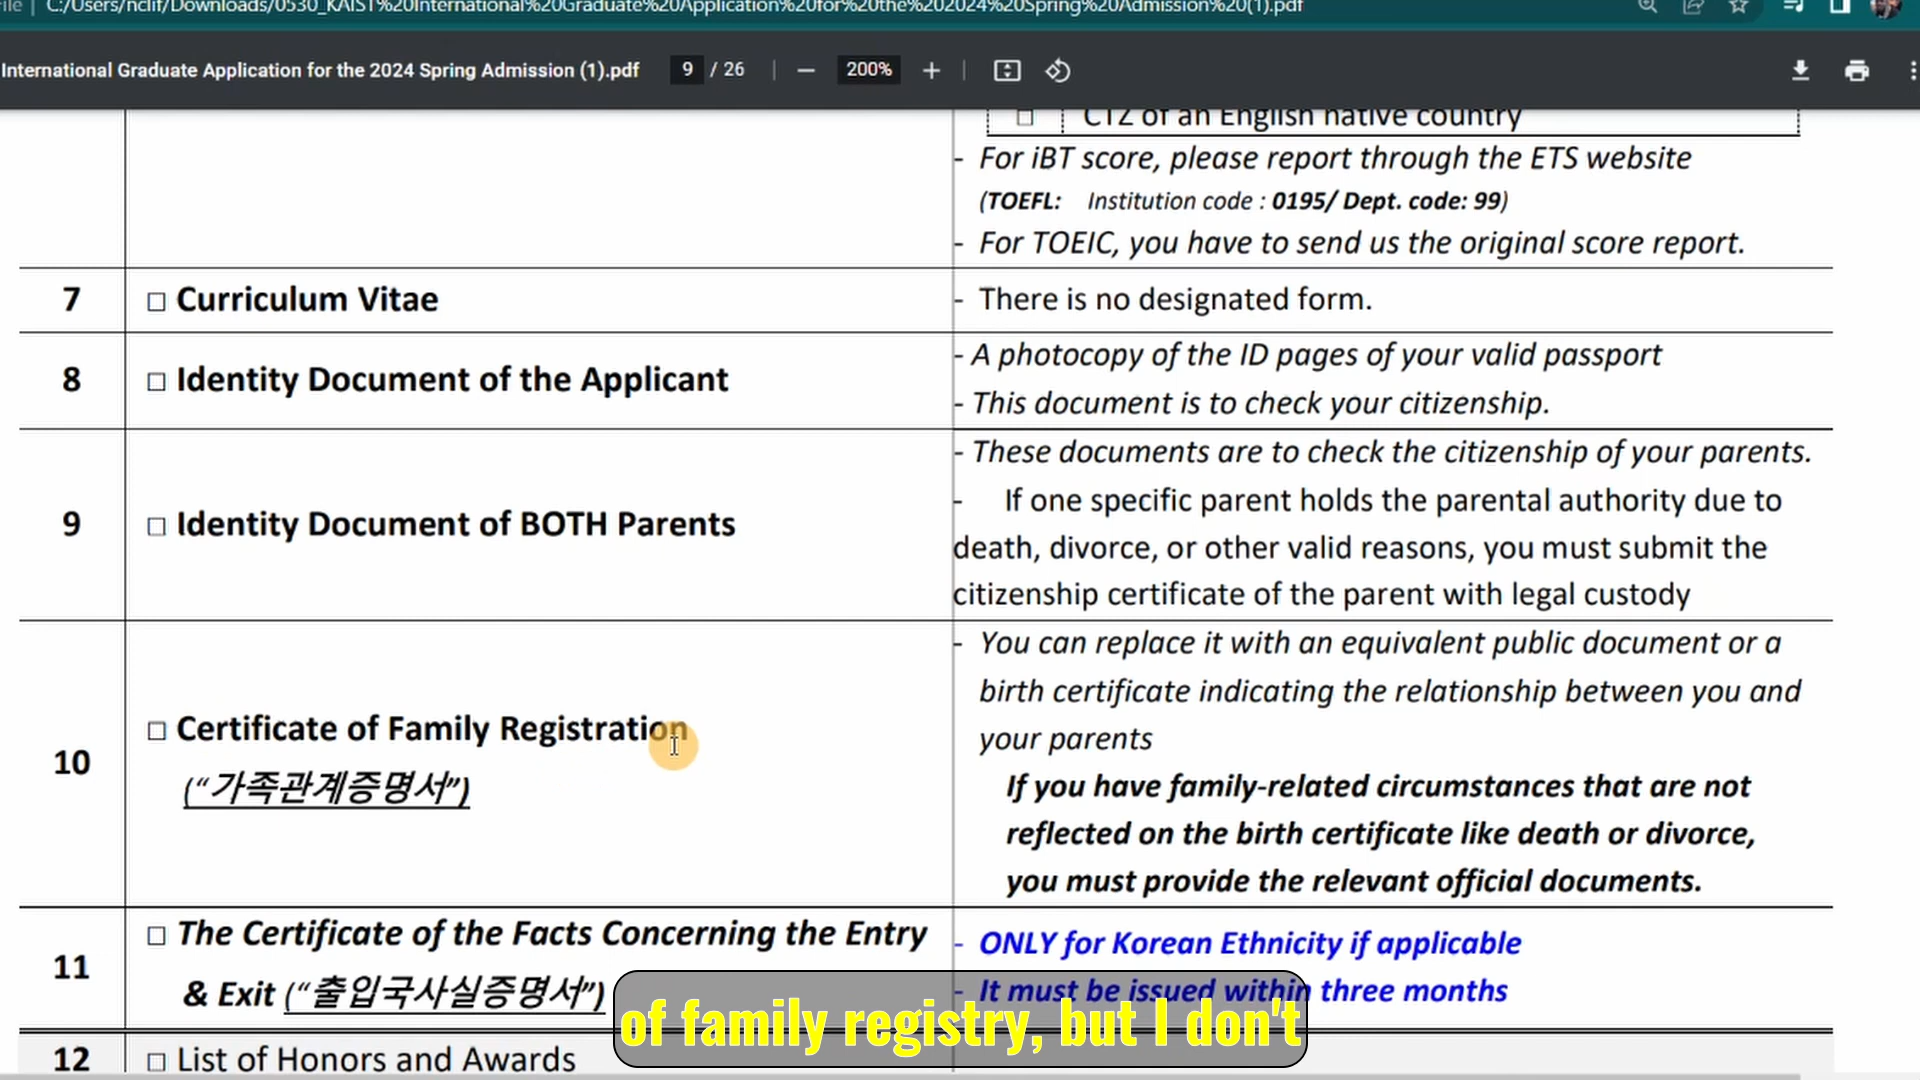 ile | C:/Users/nclif/Downloads/0530_KAIST%20International%20Graduate%20Application%20for%20the%202024%20Spring%20Admission%20(1).pdf
International Graduate Application for the 2024 Spring Admission (1).pdf 9 / 26 200%
□ CTZ of an English native country
- For iBT score, please report through the ETS website
(TOEFL: Institution code : 0195/ Dept. code: 99)
- For TOEIC, you have to send us the original score report.
7 □ Curriculum Vitae - There is no designated form.
8 □ Identity Document of the Applicant
- A photocopy of the ID pages of your valid passport
- This document is to check your citizenship.
9 □ Identity Document of BOTH Parents
- These documents are to check the citizenship of your parents.
- If one specific parent holds the parental authority due to
death, divorce, or other valid reasons, you must submit the
citizenship certificate of the parent with legal custody
10 □ Certificate of Family Registration
("가족관계증명서")
- You can replace it with an equivalent public document or a
birth certificate indicating the relationship between you and
your parents
If you have family-related circumstances that are not
reflected on the birth certificate like death or divorce,
you must provide the relevant official documents.
11 □ The Certificate of the Facts Concerning the Entry
& Exit ("출입국사실증명서")
- ONLY for Korean Ethnicity if applicable
- It must be issued within three months
of family registry, but I don't
12 □ List of Honors and Awards